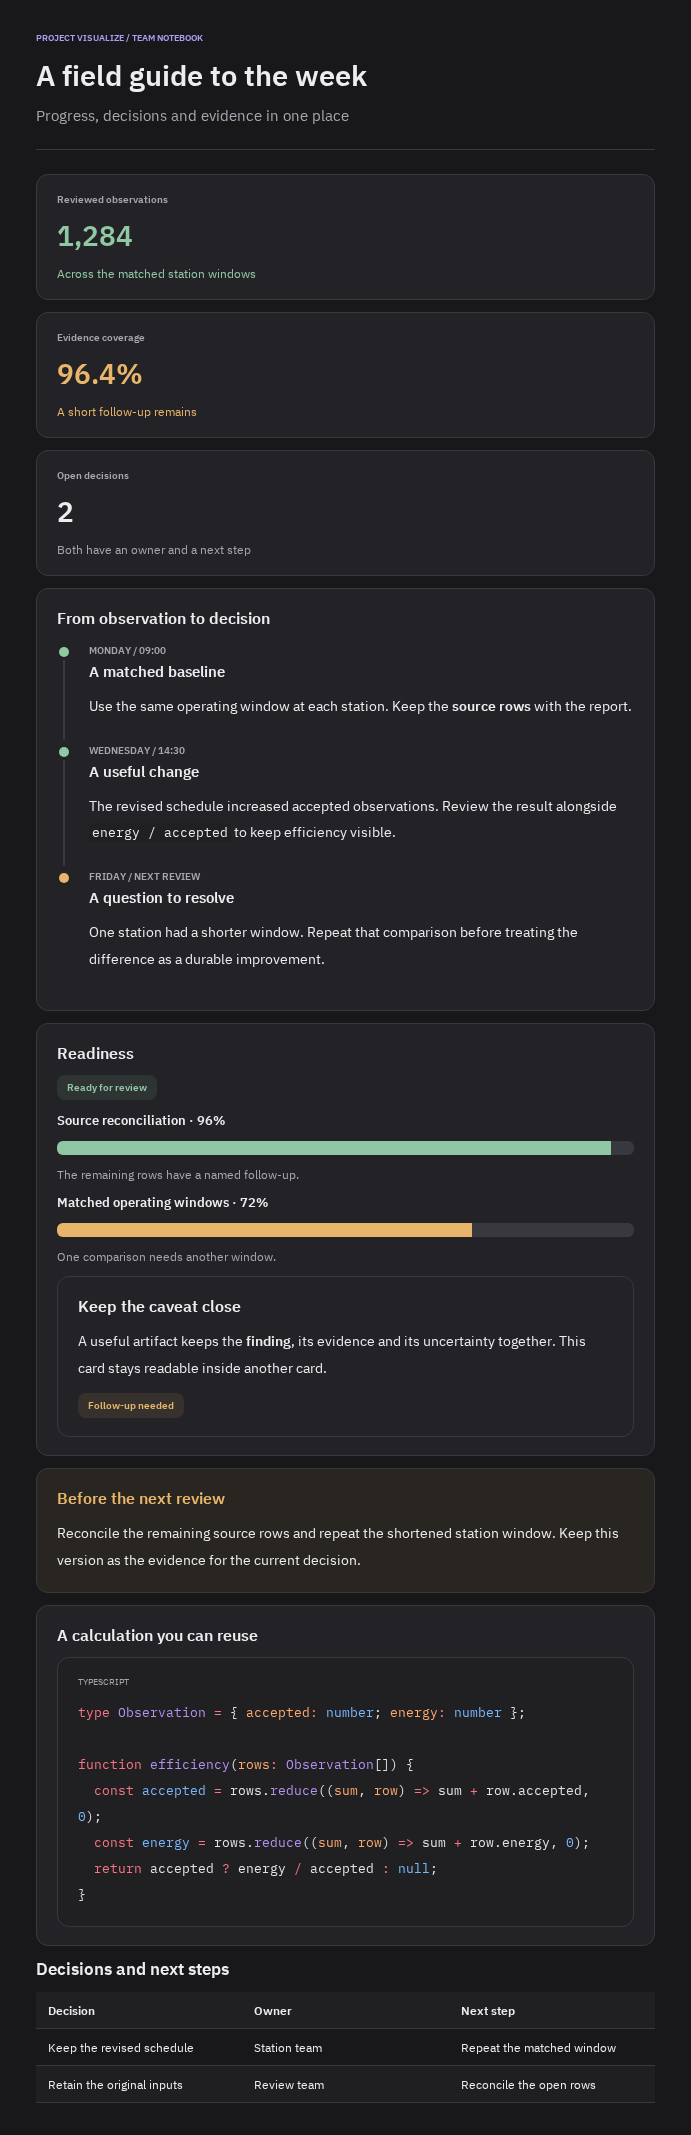 PROJECT VISUALIZE / TEAM NOTEBOOK
A field guide to the week
Progress, decisions and evidence in one place
Reviewed observations
1,284
Across the matched station windows
Evidence coverage
96.4%
A short follow-up remains
Open decisions
2
Both have an owner and a next step
From observation to decision
MONDAY / 09:00
A matched baseline
Use the same operating window at each station. Keep the source rows with the report.
WEDNESDAY / 14:30
A useful change
The revised schedule increased accepted observations. Review the result alongside
energy / accepted to keep efficiency visible.
FRIDAY / NEXT REVIEW
A question to resolve
One station had a shorter window. Repeat that comparison before treating the
difference as a durable improvement.
Readiness
Ready for review
Source reconciliation · 96%
The remaining rows have a named follow-up.
Matched operating windows · 72%
One comparison needs another window.
Keep the caveat close
A useful artifact keeps the finding, its evidence and its uncertainty together. This
card stays readable inside another card.
Follow-up needed
Before the next review
Reconcile the remaining source rows and repeat the shortened station window. Keep this
version as the evidence for the current decision.
A calculation you can reuse
TYPESCRIPT
type Observation = { accepted: number; energy: number };
function efficiency(rows: Observation[]) {
  const accepted = rows.reduce((sum, row) => sum + row.accepted,
0);
  const energy = rows.reduce((sum, row) => sum + row.energy, 0);
  return accepted ? energy / accepted : null;
}
Decisions and next steps
Decision Owner Next step
Keep the revised schedule Station team Repeat the matched window
Retain the original inputs Review team Reconcile the open rows